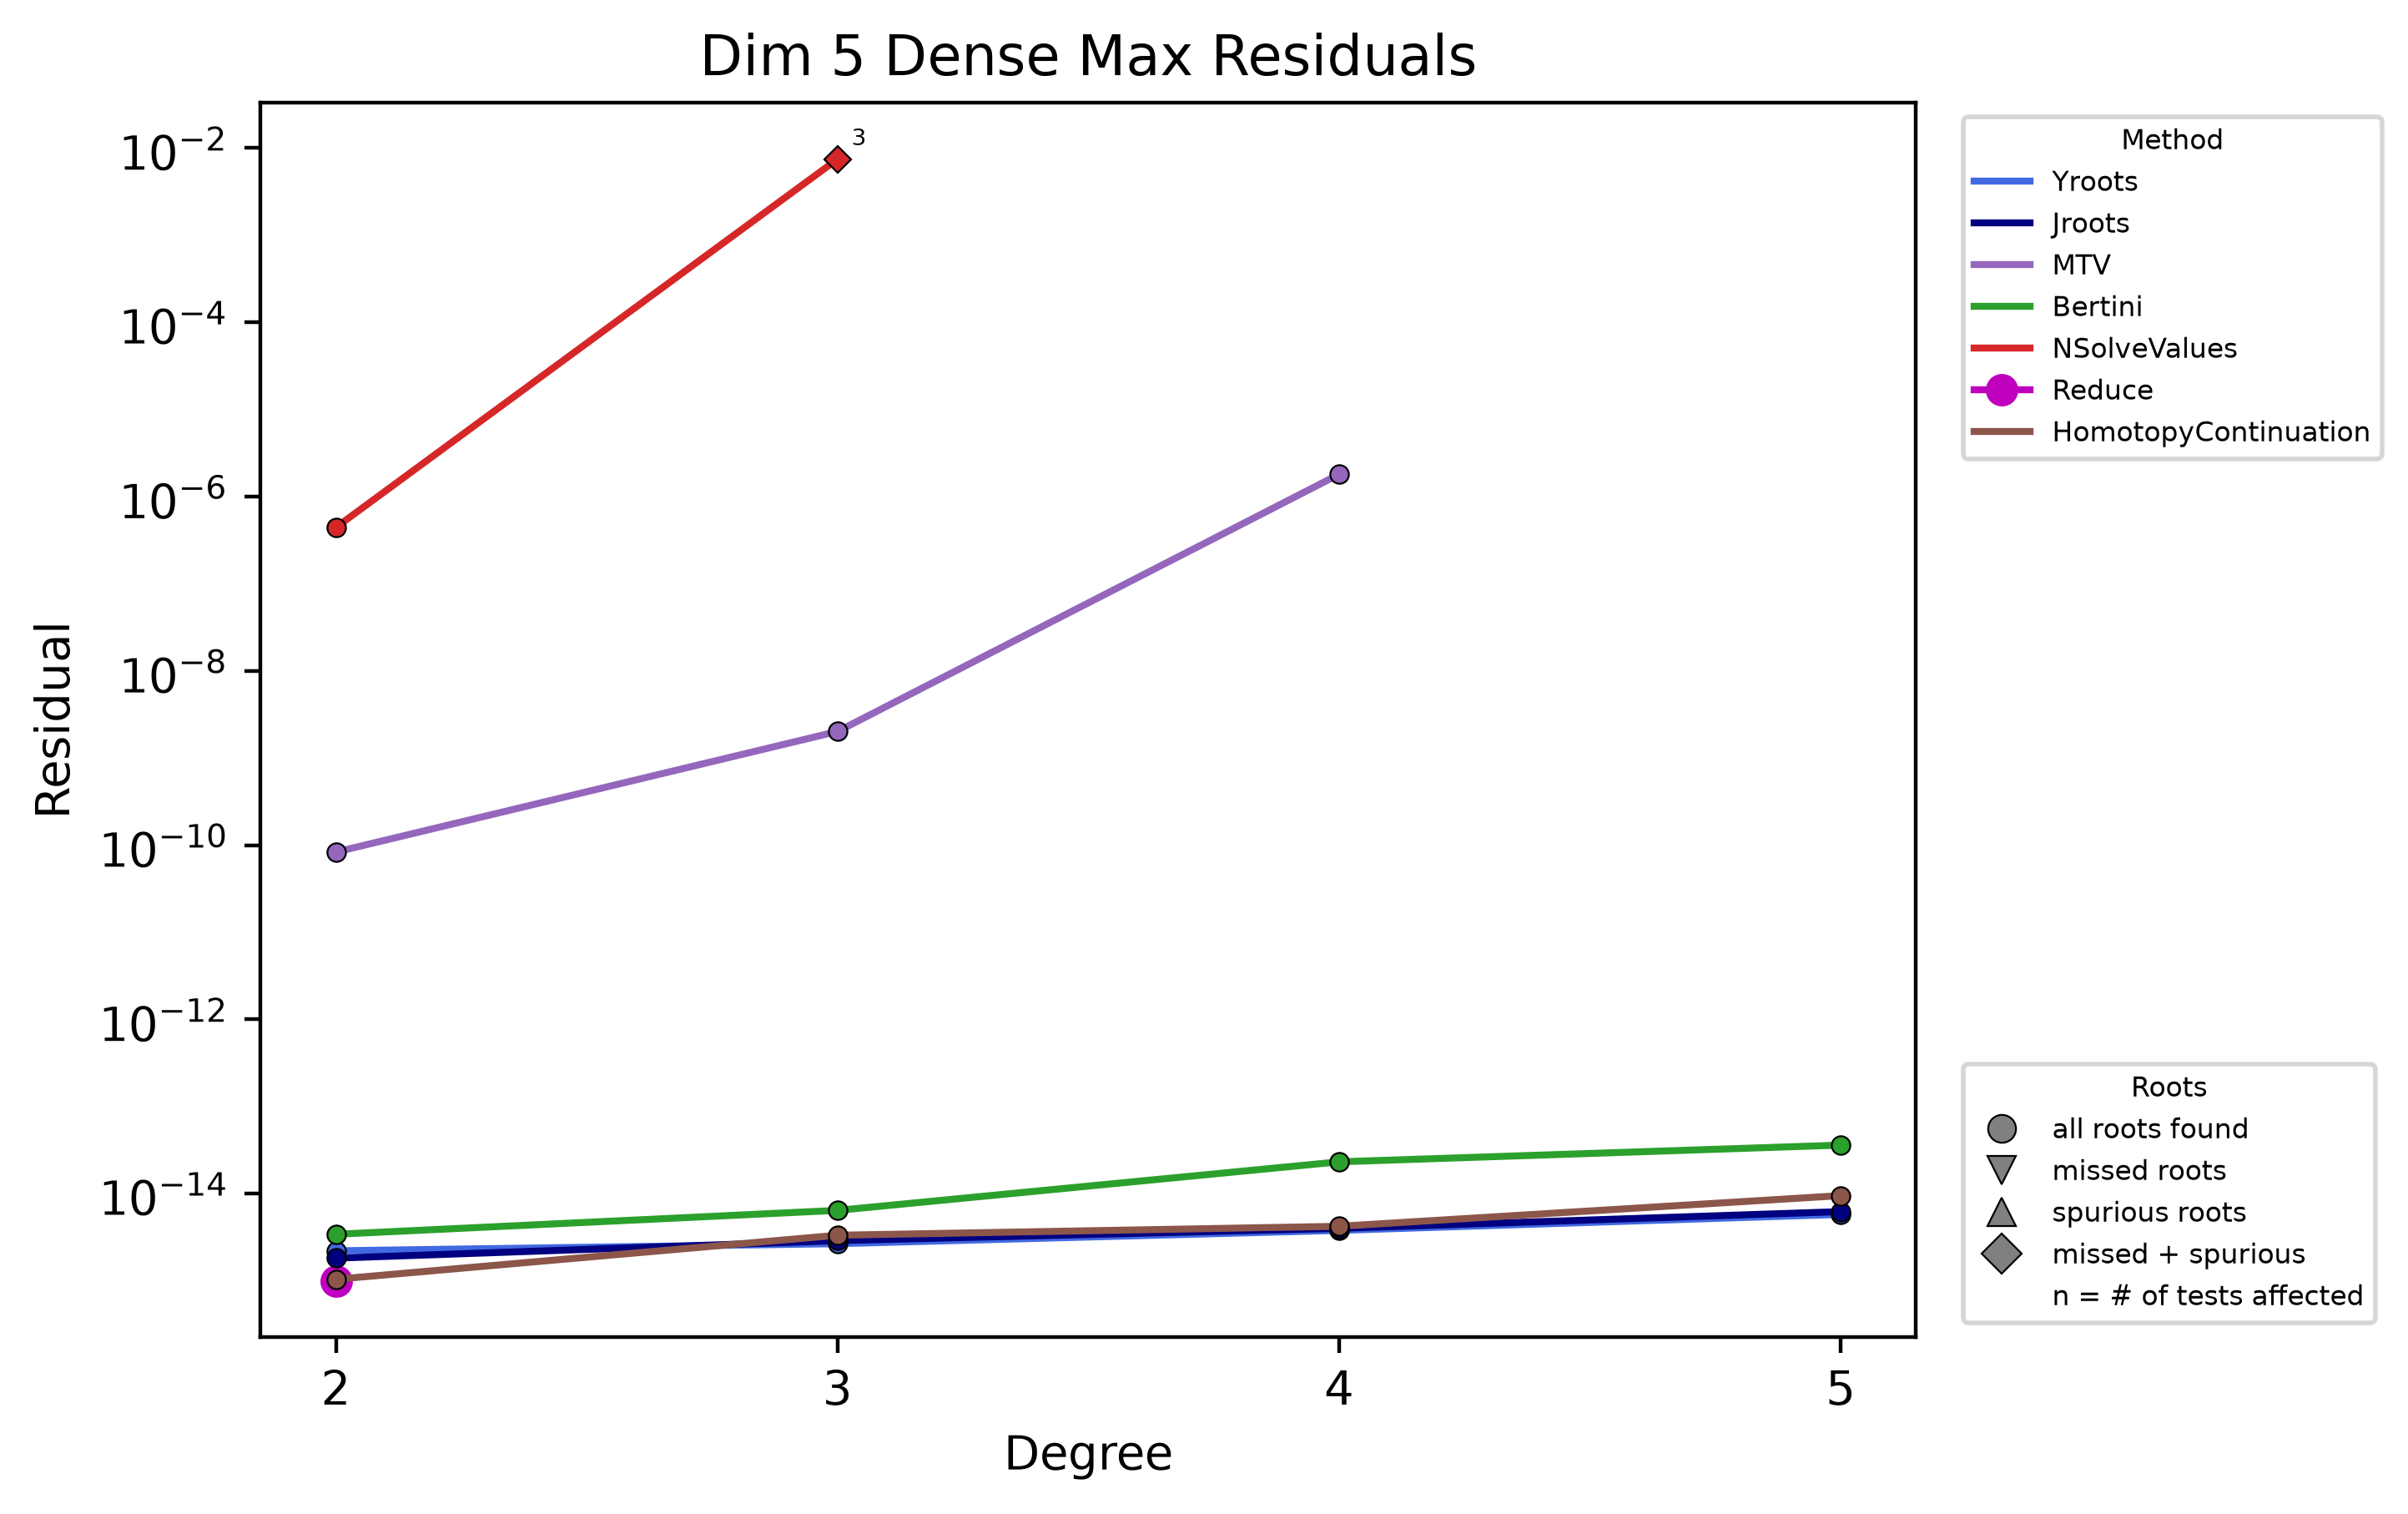 Dim 5 Dense Max Residuals
Residual
10⁻²
10⁻⁴
10⁻⁶
10⁻⁸
10⁻¹⁰
10⁻¹²
10⁻¹⁴
3
2
3
4
5
Degree
Method
Yroots
Jroots
MTV
Bertini
NSolveValues
Reduce
HomotopyContinuation
Roots
all roots found
missed roots
spurious roots
missed + spurious
n = # of tests affected